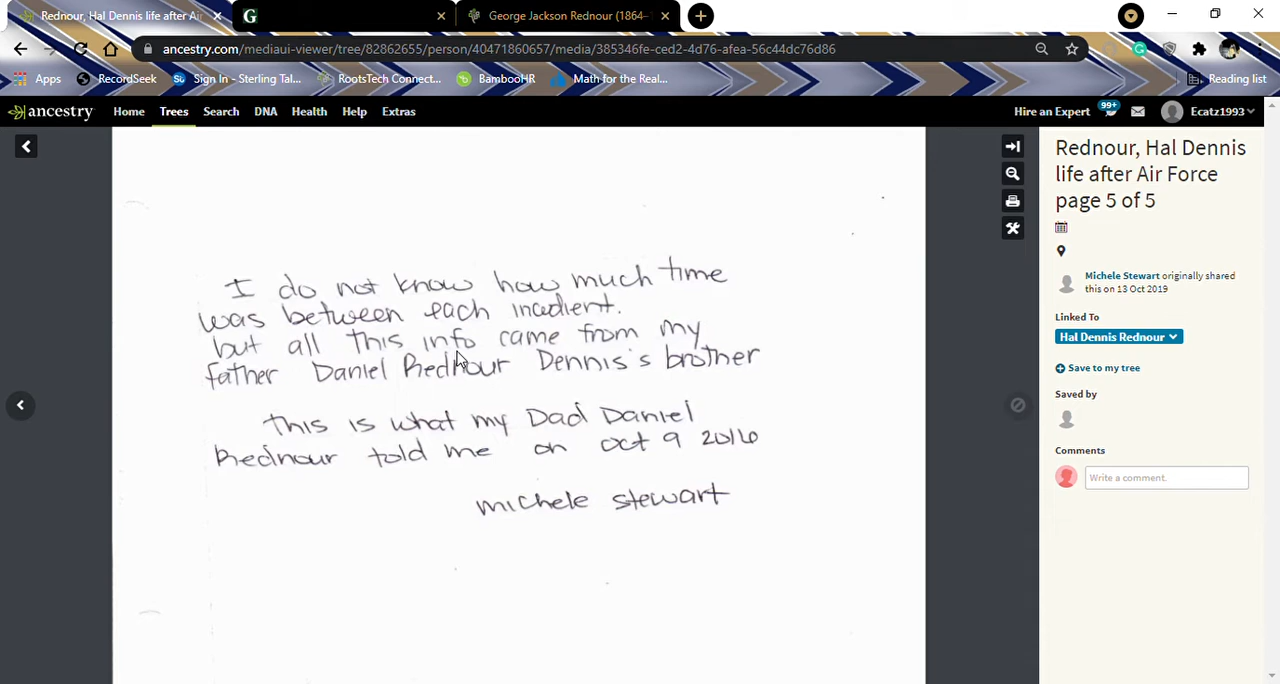 Rednour, Hal Dennis life after Air
G
George Jackson Rednour (1864-
ancestry.com/mediaui-viewer/tree/82862655/person/40471860657/media/385346fe-ced2-4d76-afea-56c44dc76d86
Apps RecordSeek Sign In - Sterling Tal... RootsTech Connect... BambooHR Math for the Real... Reading list
ancestry Home Trees Search DNA Health Help Extras Hire an Expert 99+ Ecatz1993
I do not know how much time
was between each incedient.
but all this info came from my
father Daniel Rednour Dennis's brother
this is what my Dad Daniel
Rednour told me on oct 9 2016
michele stewart
Rednour, Hal Dennis
life after Air Force
page 5 of 5
Michele Stewart originally shared
this on 13 Oct 2019
Linked To
Hal Dennis Rednour
Save to my tree
Saved by
Comments
Write a comment.